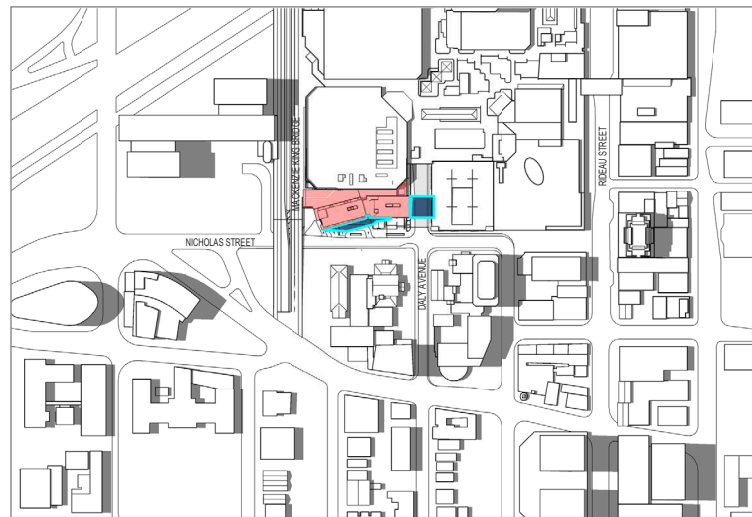 MACKENZIE KING BRIDGE
RIDEAU STREET
NICHOLAS STREET
DALY AVENUE